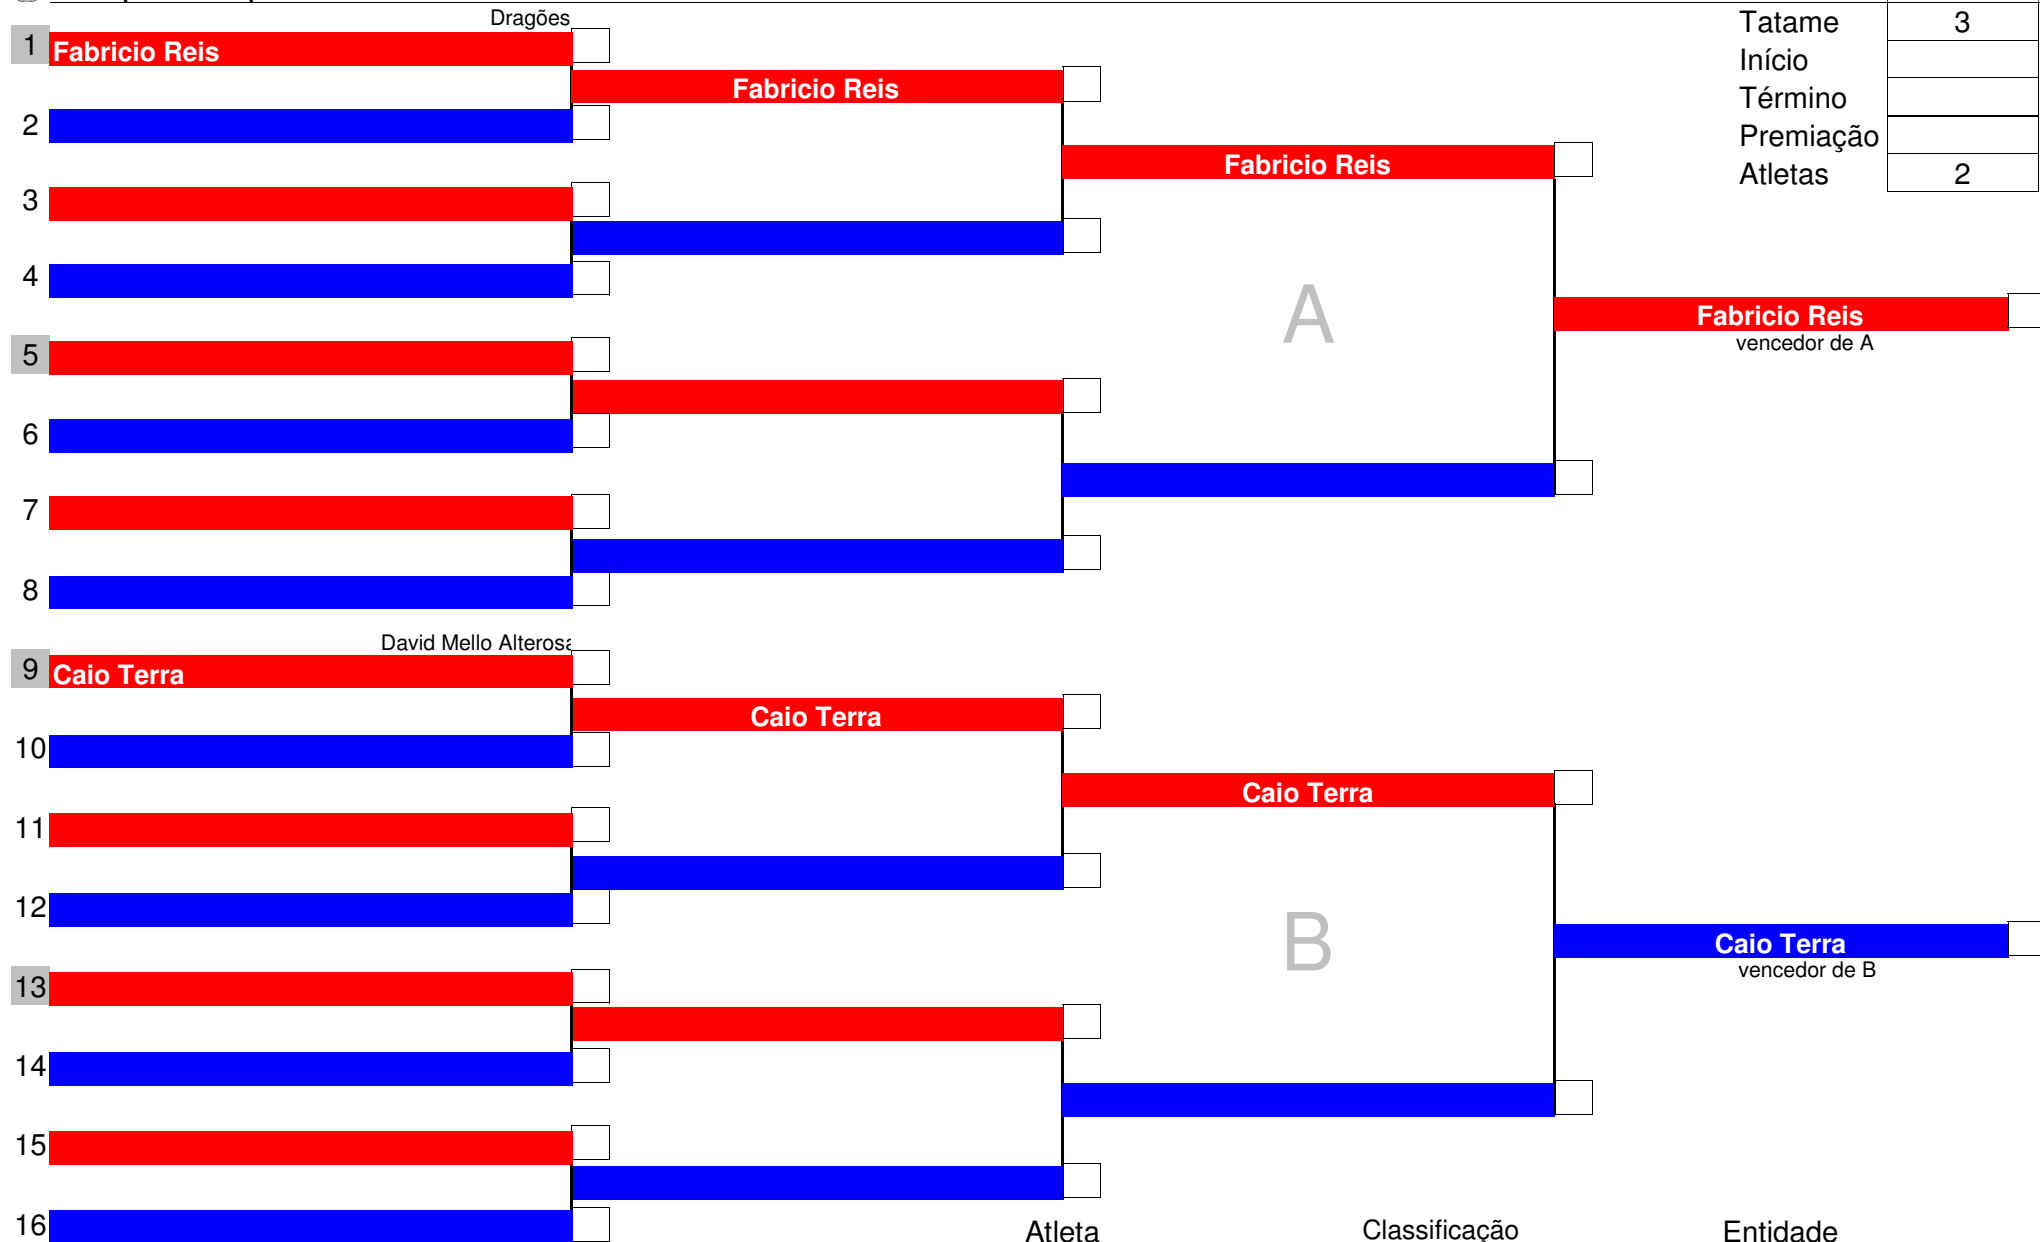 Dragões
1 Fabricio Reis
Fabricio Reis
2
Fabricio Reis
3
4
A
Fabricio Reis
vencedor de A
5
6
7
8
Tatame 3
Início
Término
Premiação
Atletas 2
David Mello Alterosa
9 Caio Terra
Caio Terra
10
Caio Terra
11
12
B
Caio Terra
vencedor de B
13
14
15
16
Atleta Classificação Entidade